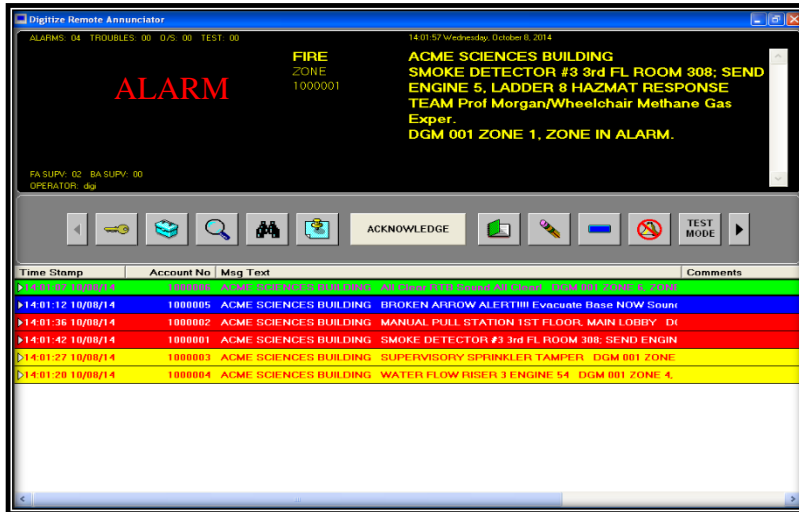 Digitize Remote Annunciator
ALARMS: 04 TROUBLES: 00 O/S: 00 TEST: 00
14:01:57 Wednesday, October 8, 2014
ALARM
FIRE
ZONE
1000001
ACME SCIENCES BUILDING
SMOKE DETECTOR #3 3rd FL ROOM 308; SEND
ENGINE 5, LADDER 8 HAZMAT RESPONSE
TEAM Prof Morgan/Wheelchair Methane Gas
Exper.
DGM 001 ZONE 1, ZONE IN ALARM.
FA SUPV: 02 BA SUPV: 00
OPERATOR: digi
ACKNOWLEDGE
TEST
MODE
Time Stamp Account No Msg Text Comments
14:01:07 10/08/14 1000006 ACME SCIENCES BUILDING All Clear RTB Sound All Clear! DGM 001 ZONE 6, ZONE
14:01:12 10/08/14 1000005 ACME SCIENCES BUILDING BROKEN ARROW ALERT!!!! Evacuate Base NOW Soun
14:01:36 10/08/14 1000002 ACME SCIENCES BUILDING MANUAL PULL STATION 1ST FLOOR, MAIN LOBBY D
14:01:42 10/08/14 1000001 ACME SCIENCES BUILDING SMOKE DETECTOR #3 3rd FL ROOM 308; SEND ENGIN
14:01:27 10/08/14 1000003 ACME SCIENCES BUILDING SUPERVISORY SPRINKLER TAMPER DGM 001 ZONE
14:01:20 10/08/14 1000004 ACME SCIENCES BUILDING WATER FLOW RISER 3 ENGINE 54 DGM 001 ZONE 4,